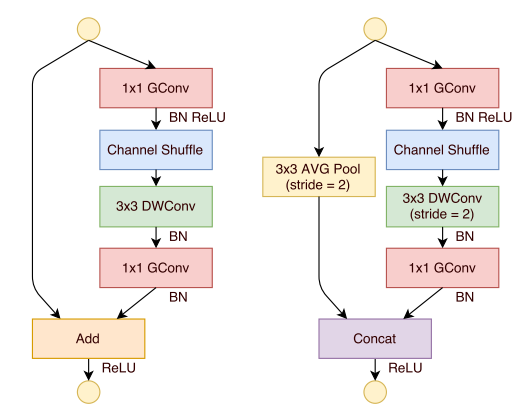 1x1 GConv
BN ReLU
Channel Shuffle
3x3 DWConv
BN
1x1 GConv
BN
Add
ReLU
1x1 GConv
BN ReLU
Channel Shuffle
3x3 AVG Pool
(stride = 2)
3x3 DWConv
(stride = 2)
BN
1x1 GConv
BN
Concat
ReLU